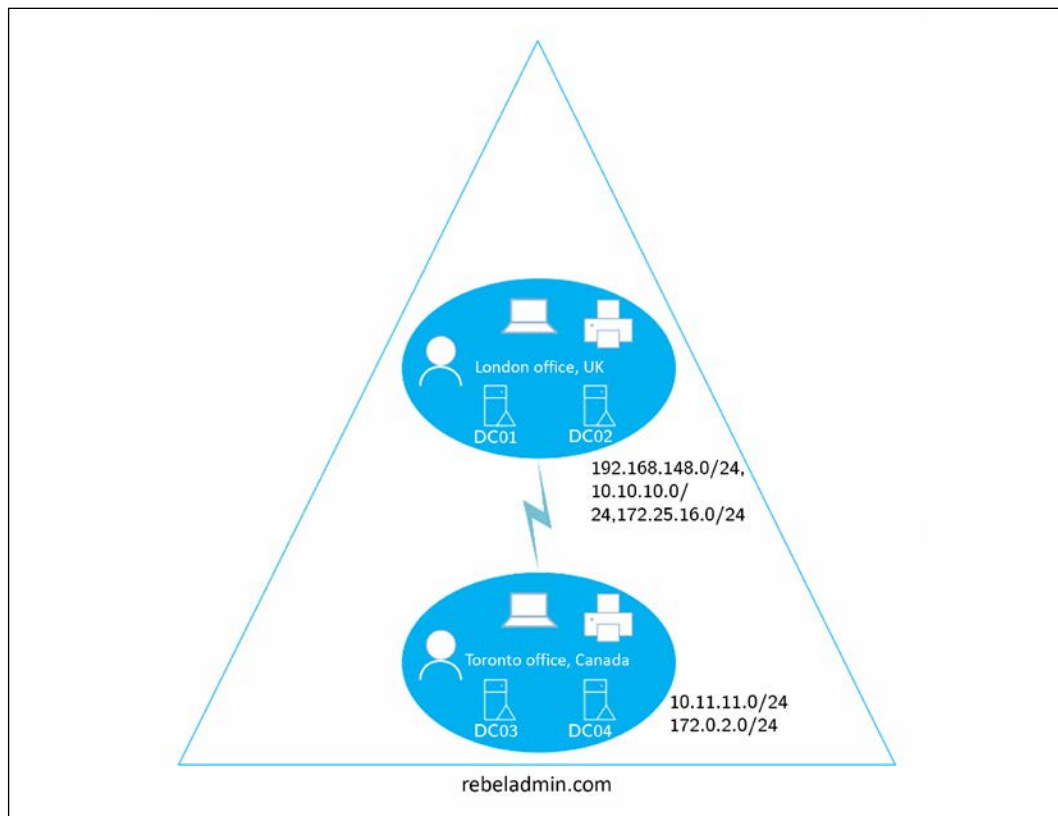 London office, UK
DC01 DC02
192.168.148.0/24,
10.10.10.0/
24,172.25.16.0/24
Toronto office, Canada
DC03 DC04
10.11.11.0/24
172.0.2.0/24
rebeladmin.com